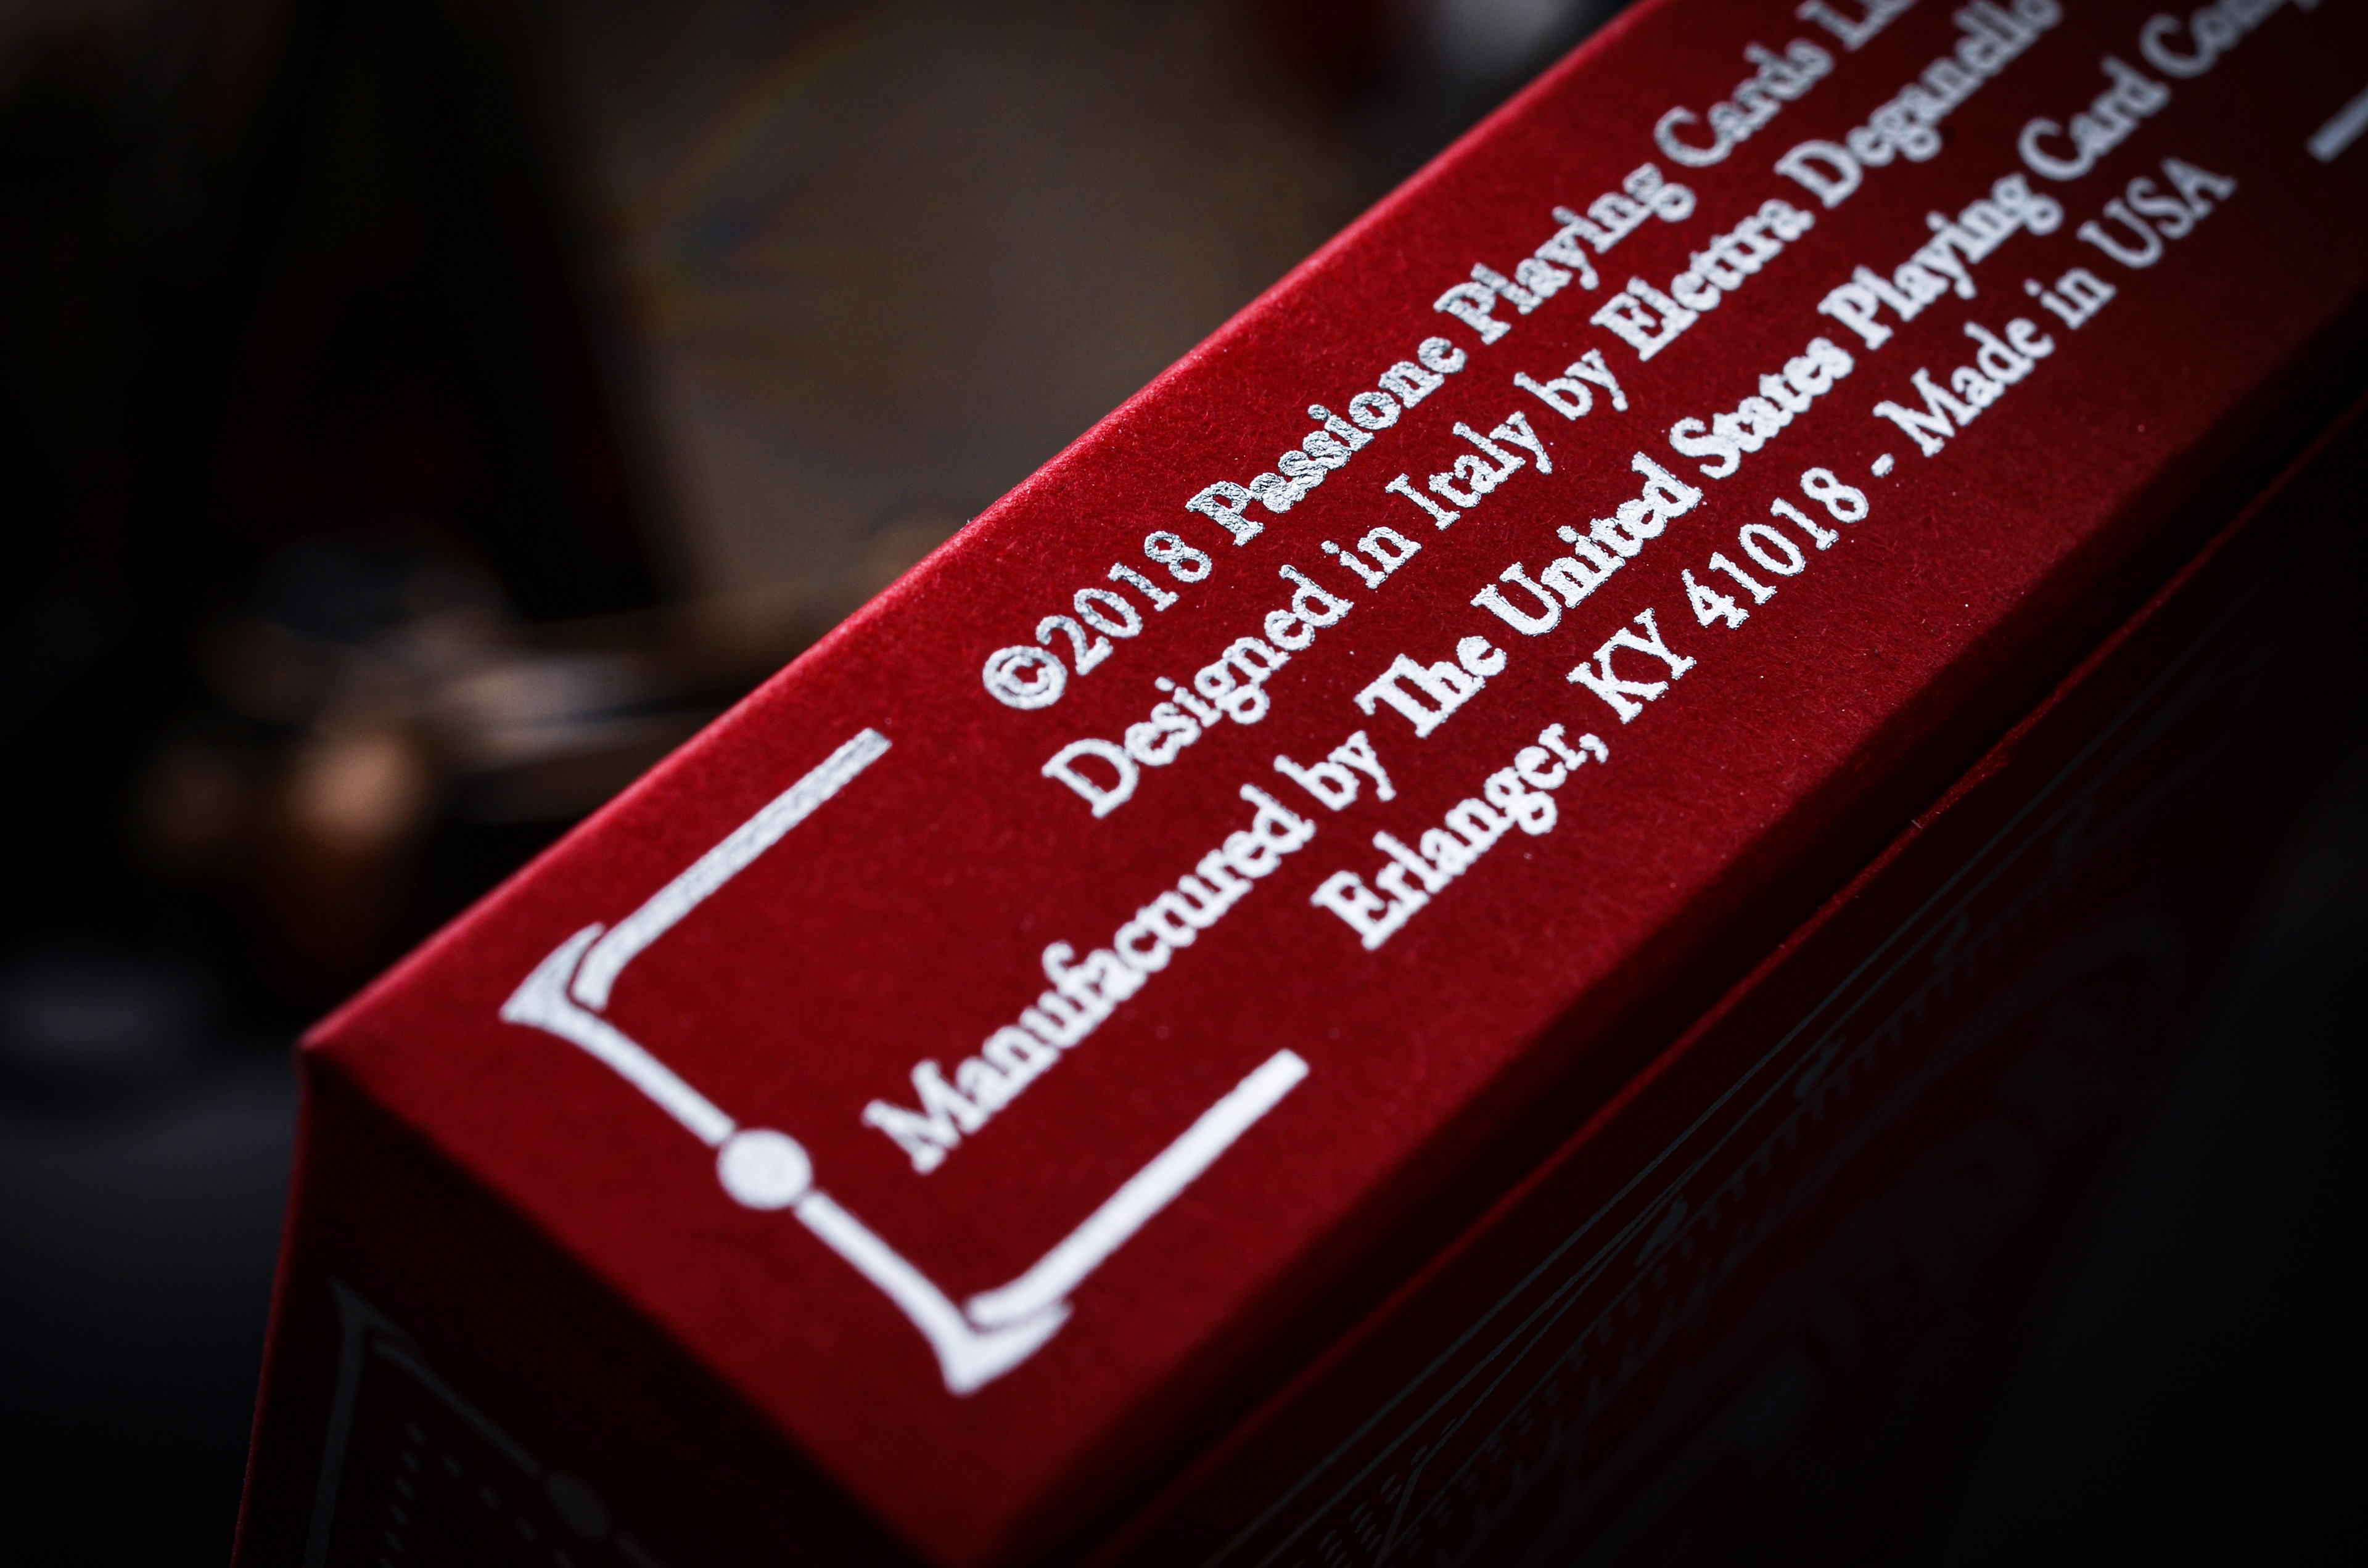 ©2018 Passione Playing Cards
Designed in Italy by Elettra Deganello
Manufactured by The United States Playing Card
Erlanger, KY 41018 - Made in USA